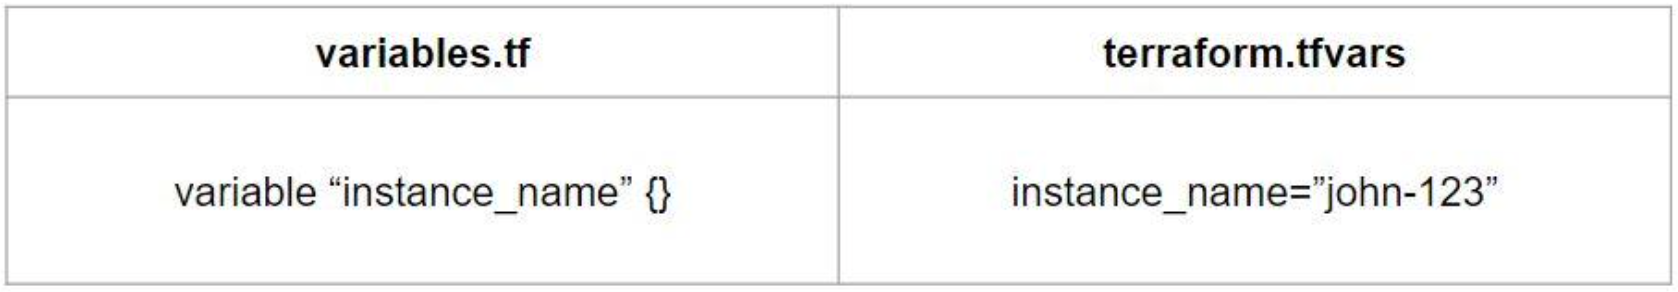 variables.tf
terraform.tfvars
variable “instance_name” {}
instance_name=”john-123”